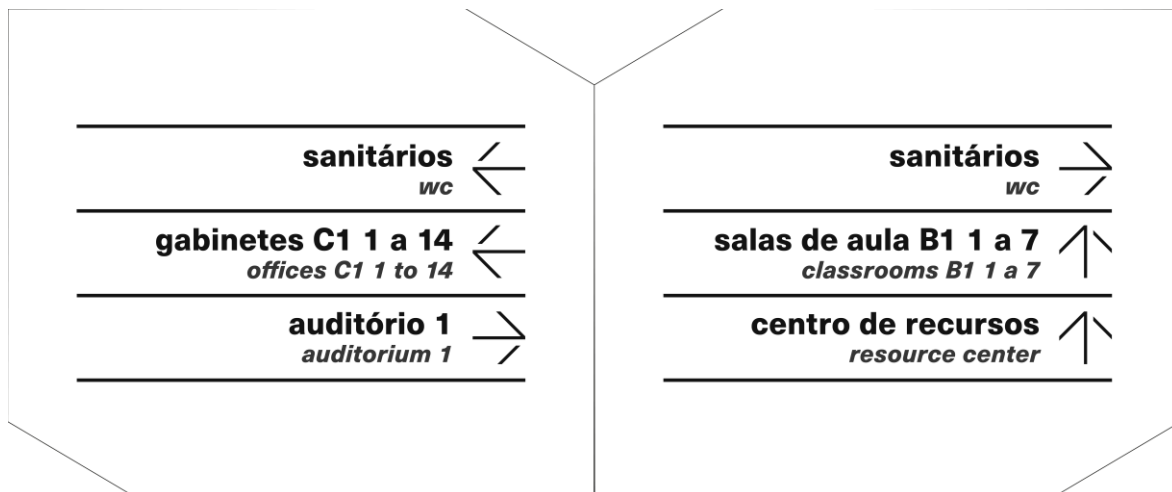 sanitários
wc
gabinetes C1 1 a 14
offices C1 1 to 14
auditório 1
auditorium 1
sanitários
wc
salas de aula B1 1 a 7
classrooms B1 1 a 7
centro de recursos
resource center